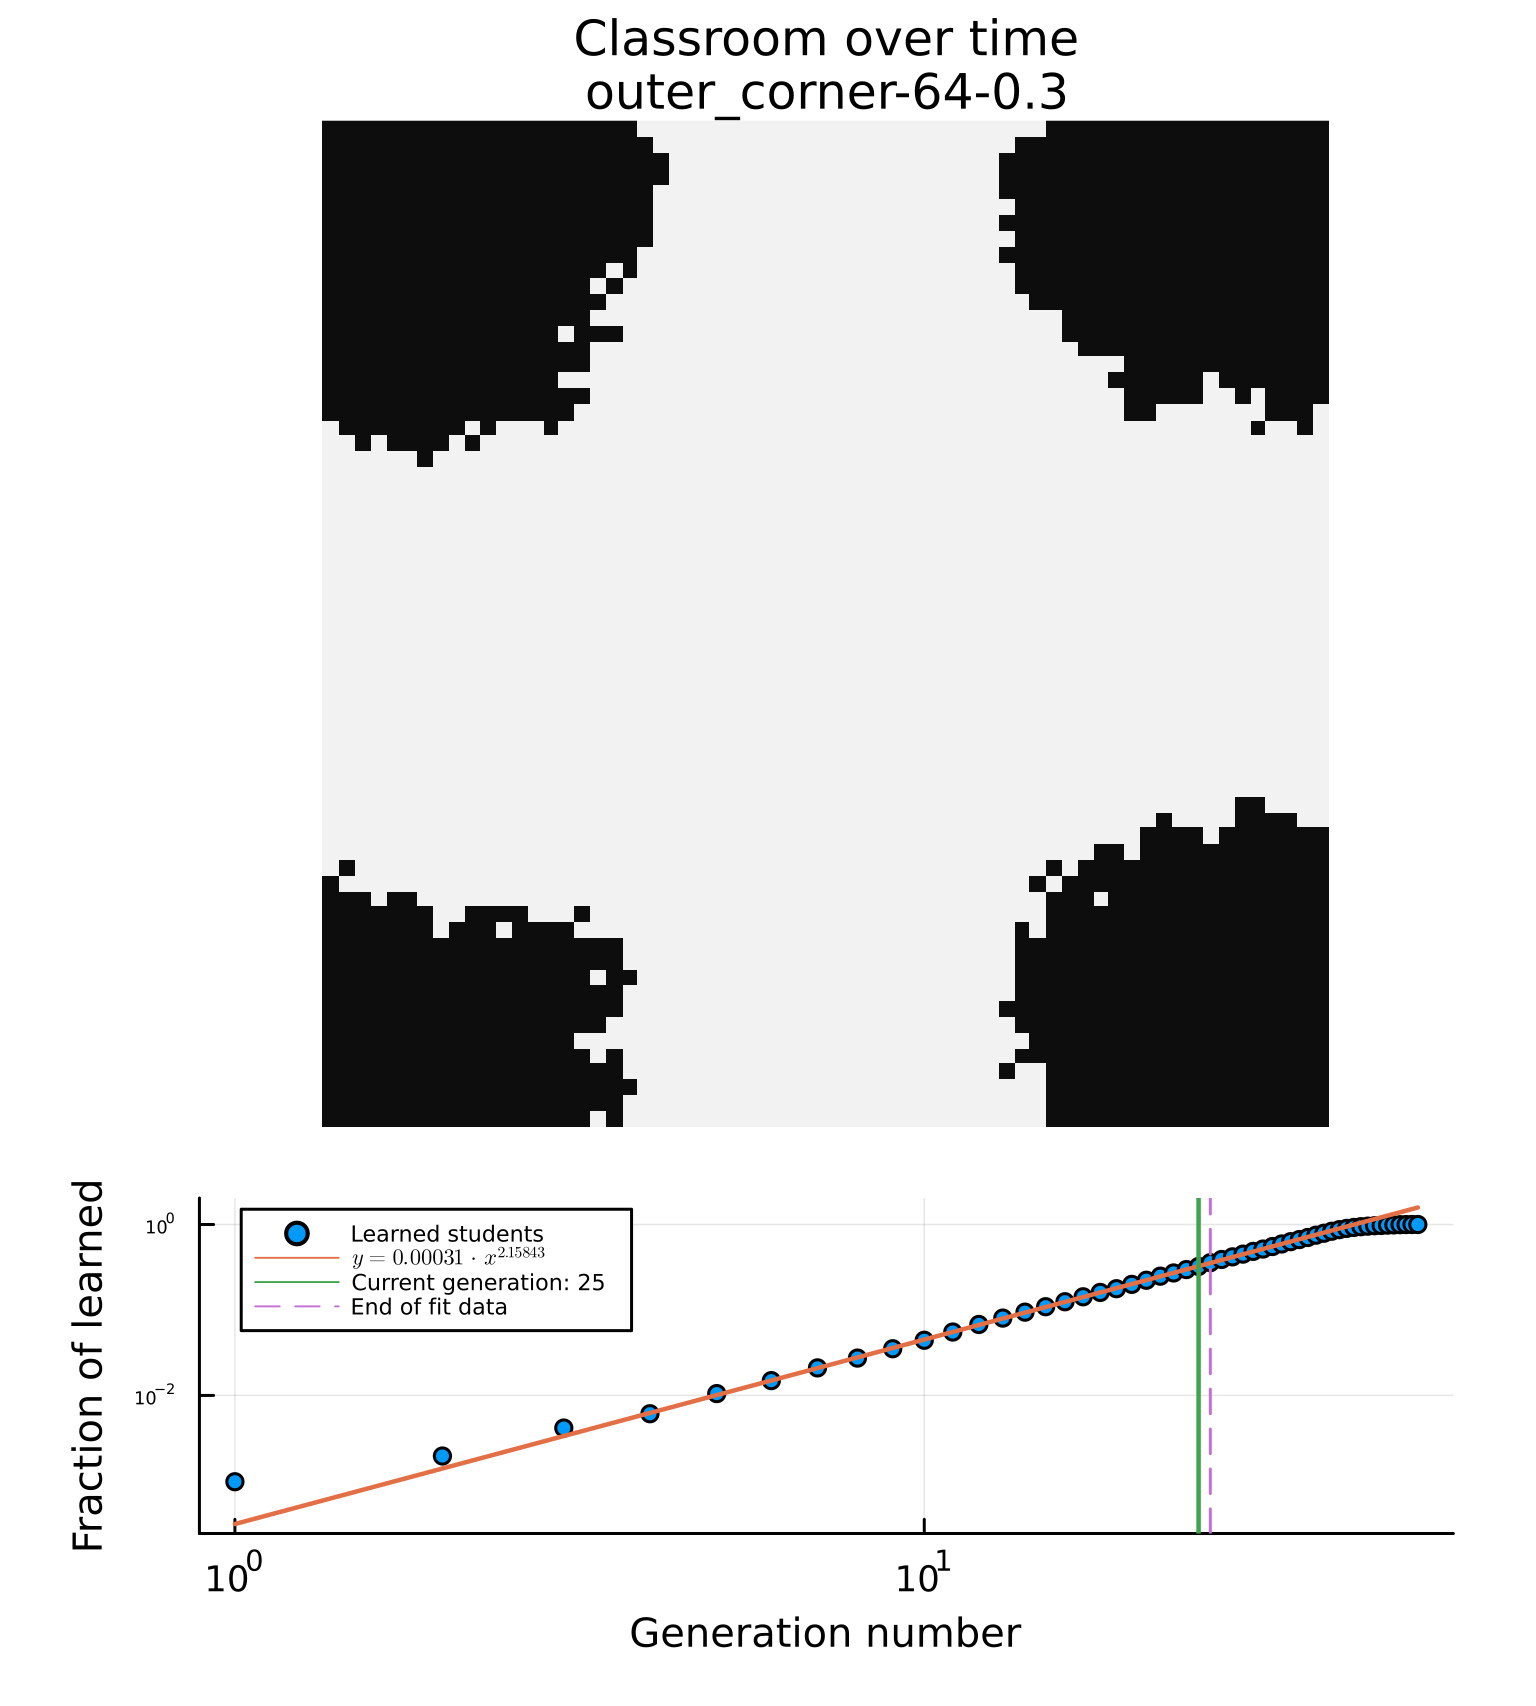 Classroom over time
outer_corner-64-0.3
Fraction of learned
10⁰
10⁻²
Learned students
y = 0.00031 · x^2.15843
Current generation: 25
End of fit data
10⁰
10¹
Generation number